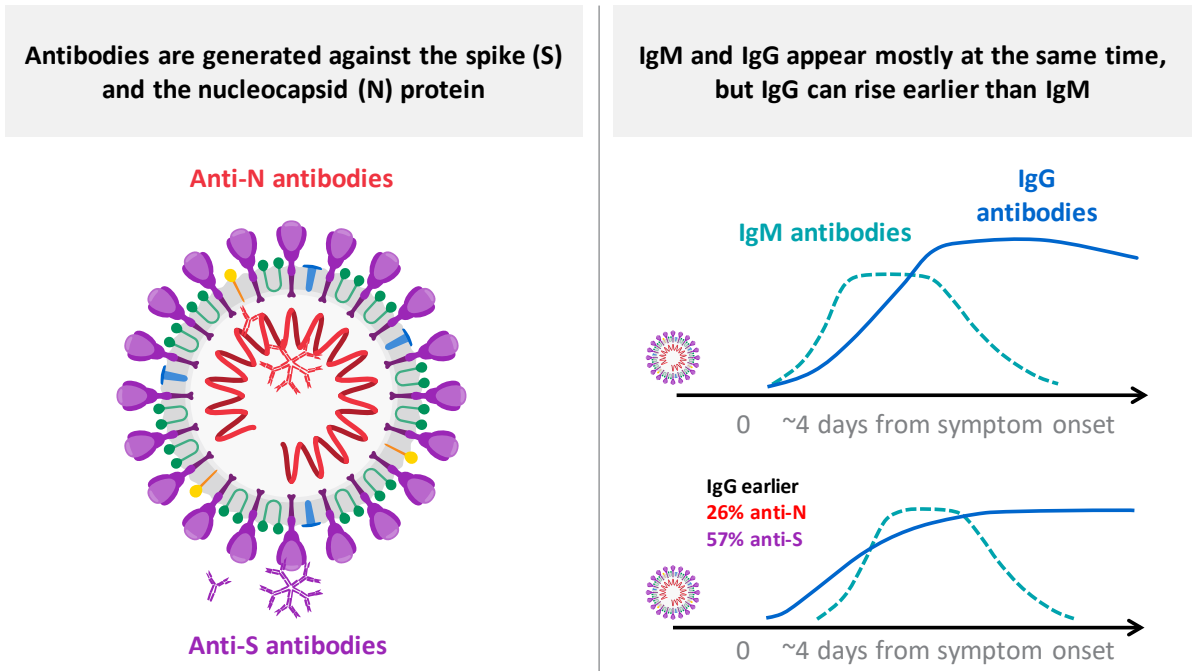 Antibodies are generated against the spike (S)
and the nucleocapsid (N) protein
Anti-N antibodies
Anti-S antibodies
IgM and IgG appear mostly at the same time,
but IgG can rise earlier than IgM
IgG
antibodies
IgM antibodies
0 ~4 days from symptom onset
IgG earlier
26% anti-N
57% anti-S
0 ~4 days from symptom onset